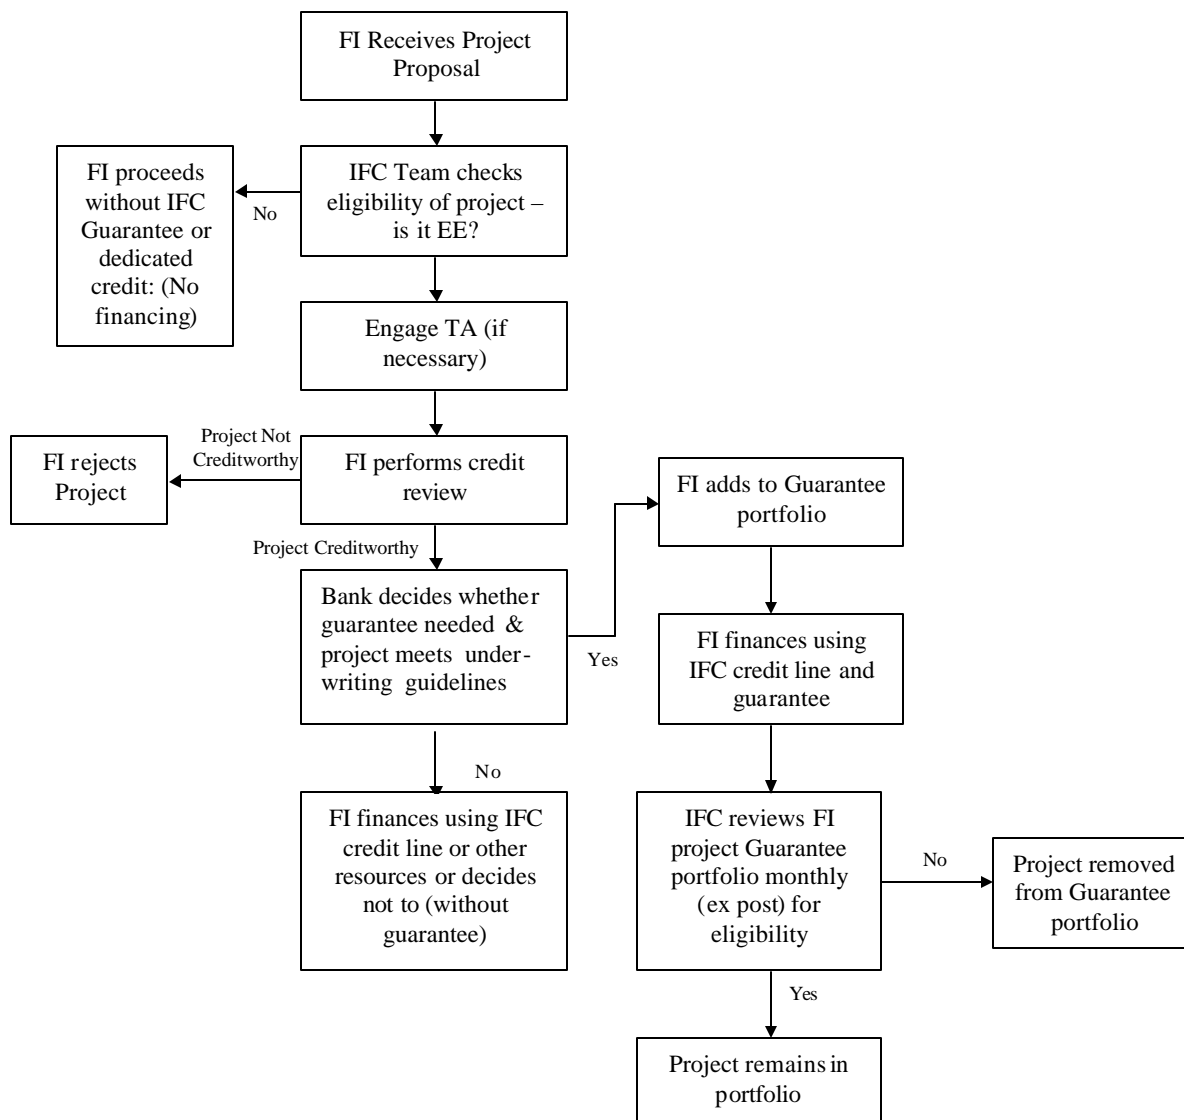 FI Receives Project
Proposal
FI proceeds
without IFC
Guarantee or
dedicated
credit: (No
financing)
No
IFC Team checks
eligibility of project –
is it EE?
Engage TA (if
necessary)
Project Not
Creditworthy
FI rejects
Project
FI performs credit
review
Project Creditworthy
Bank decides whether
guarantee needed &
project meets under-
writing guidelines
Yes
No
FI finances using IFC
credit line or other
resources or decides
not to (without
guarantee)
FI adds to Guarantee
portfolio
FI finances using
IFC credit line and
guarantee
IFC reviews FI
project Guarantee
portfolio monthly
(ex post) for
eligibility
No
Project removed
from Guarantee
portfolio
Yes
Project remains in
portfolio